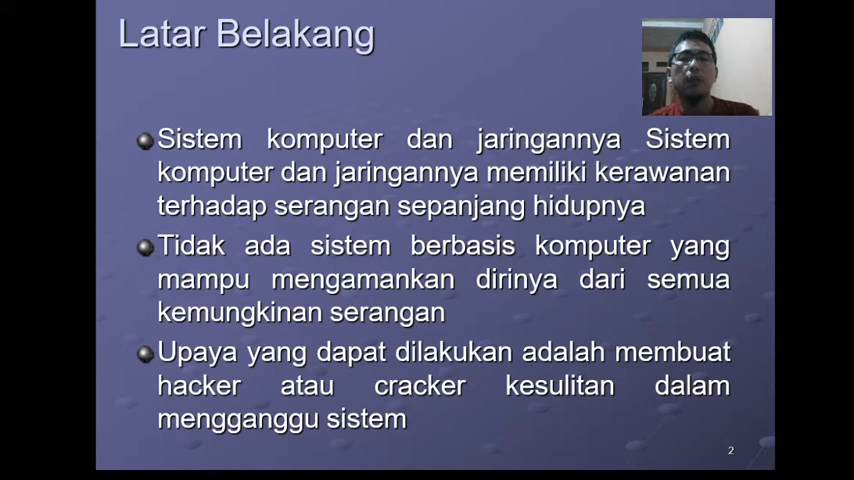 Latar Belakang
Sistem komputer dan jaringannya Sistem
komputer dan jaringannya memiliki kerawanan
terhadap serangan sepanjang hidupnya
Tidak ada sistem berbasis komputer yang
mampu mengamankan dirinya dari semua
kemungkinan serangan
Upaya yang dapat dilakukan adalah membuat
hacker atau cracker kesulitan dalam
mengganggu sistem
2